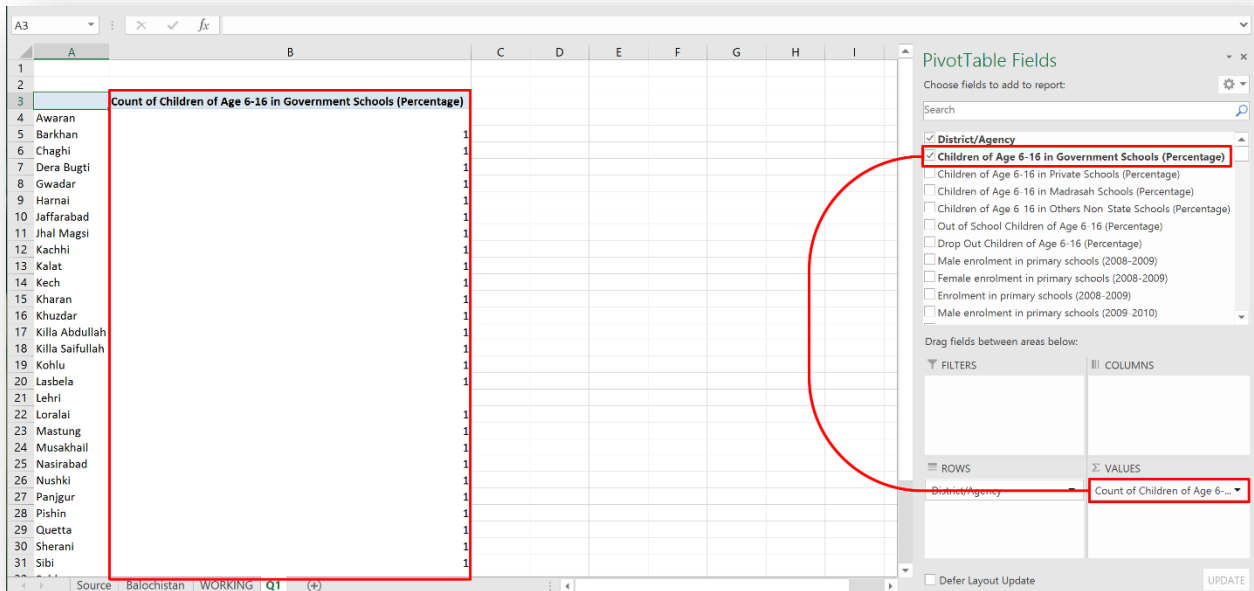 A3
fx
A B C D E F G H I
1
2
3 Count of Children of Age 6-16 in Government Schools (Percentage)
4 Awaran
5 Barkhan 1
6 Chaghi 1
7 Dera Bugti 1
8 Gwadar 1
9 Harnai 1
10 Jaffarabad 1
11 Jhal Magsi 1
12 Kachhi 1
13 Kalat 1
14 Kech 1
15 Kharan 1
16 Khuzdar 1
17 Killa Abdullah 1
18 Killa Saifullah 1
19 Kohlu 1
20 Lasbela 1
21 Lehri
22 Loralai 1
23 Mastung 1
24 Musakhail 1
25 Nasirabad 1
26 Nushki 1
27 Panjgur 1
28 Pishin 1
29 Quetta 1
30 Sherani 1
31 Sibi 1
Source Balochistan WORKING Q1
PivotTable Fields
Choose fields to add to report:
Search
District/Agency
Children of Age 6-16 in Government Schools (Percentage)
Children of Age 6-16 in Private Schools (Percentage)
Children of Age 6-16 in Madrasah Schools (Percentage)
Children of Age 6-16 in Others Non-State Schools (Percentage)
Out of School Children of Age 6-16 (Percentage)
Drop Out Children of Age 6-16 (Percentage)
Male enrolment in primary schools (2008-2009)
Female enrolment in primary schools (2008-2009)
Enrolment in primary schools (2008-2009)
Male enrolment in primary schools (2009-2010)
Drag fields between areas below:
FILTERS
COLUMNS
ROWS
Σ VALUES
District/Agency
Count of Children of Age 6-...
Defer Layout Update
UPDATE